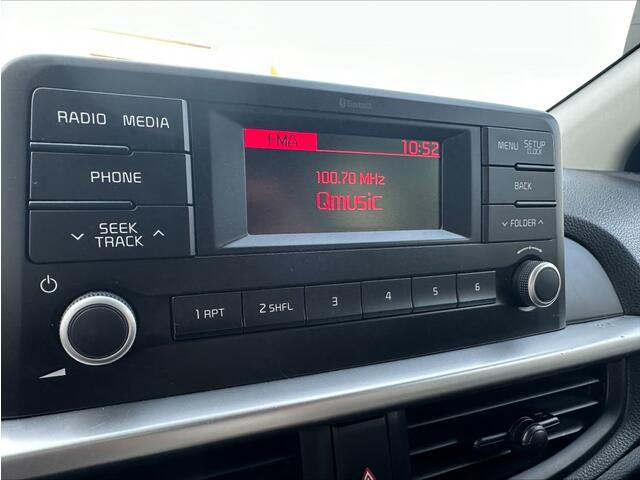 Bluetooth
RADIO MEDIA
FMA 10:52
MENU SETUP
CLOCK
PHONE
100.70 MHz
Qmusic
BACK
SEEK
TRACK
FOLDER
1 RPT 2 SHFL 3 4 5 6